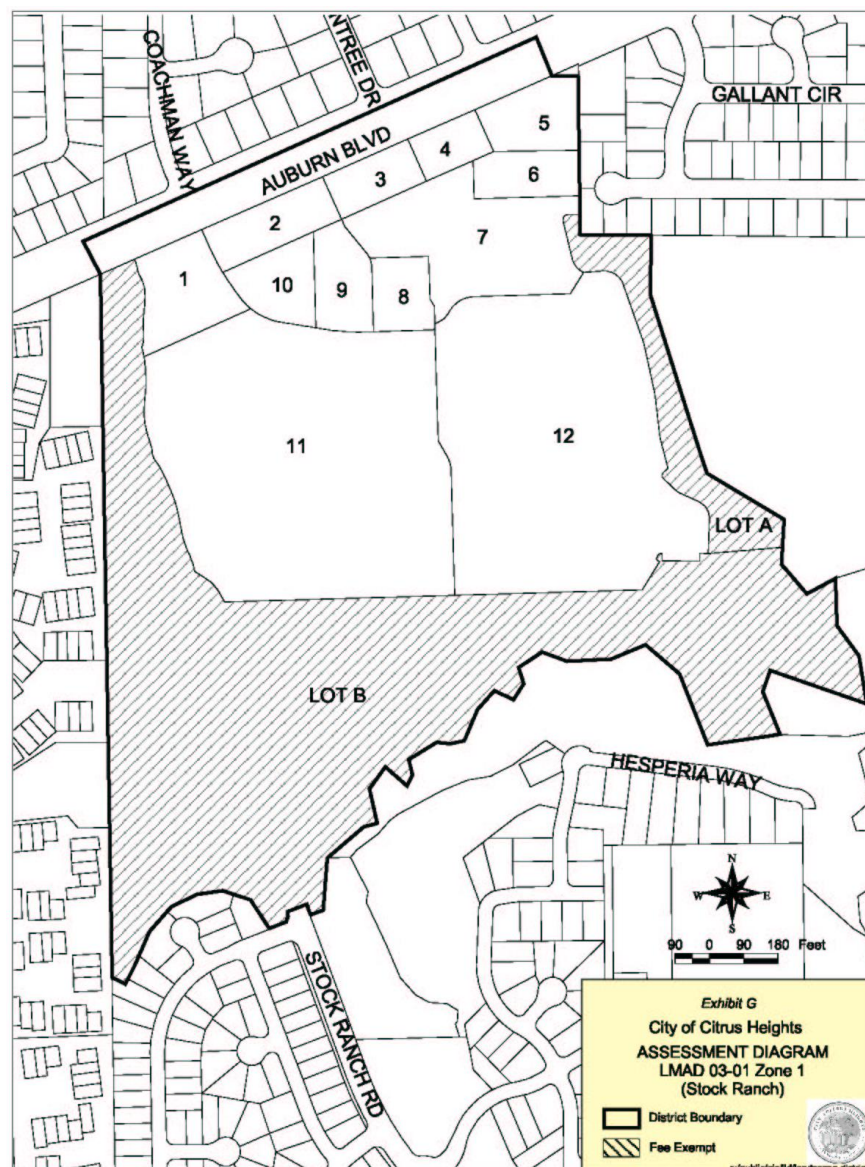 COACHMAN WAY
NTREE DR
GALLANT CIR
AUBURN BLVD
5
4
3
6
2
7
1
10
9
8
11
12
LOT A
LOT B
HESPERIA WAY
STOCK RANCH RD
N
W E
S
90 0 90 180 Feet
Exhibit G
City of Citrus Heights
ASSESSMENT DIAGRAM
LMAD 03-01 Zone 1
(Stock Ranch)
District Boundary
Fee Exempt